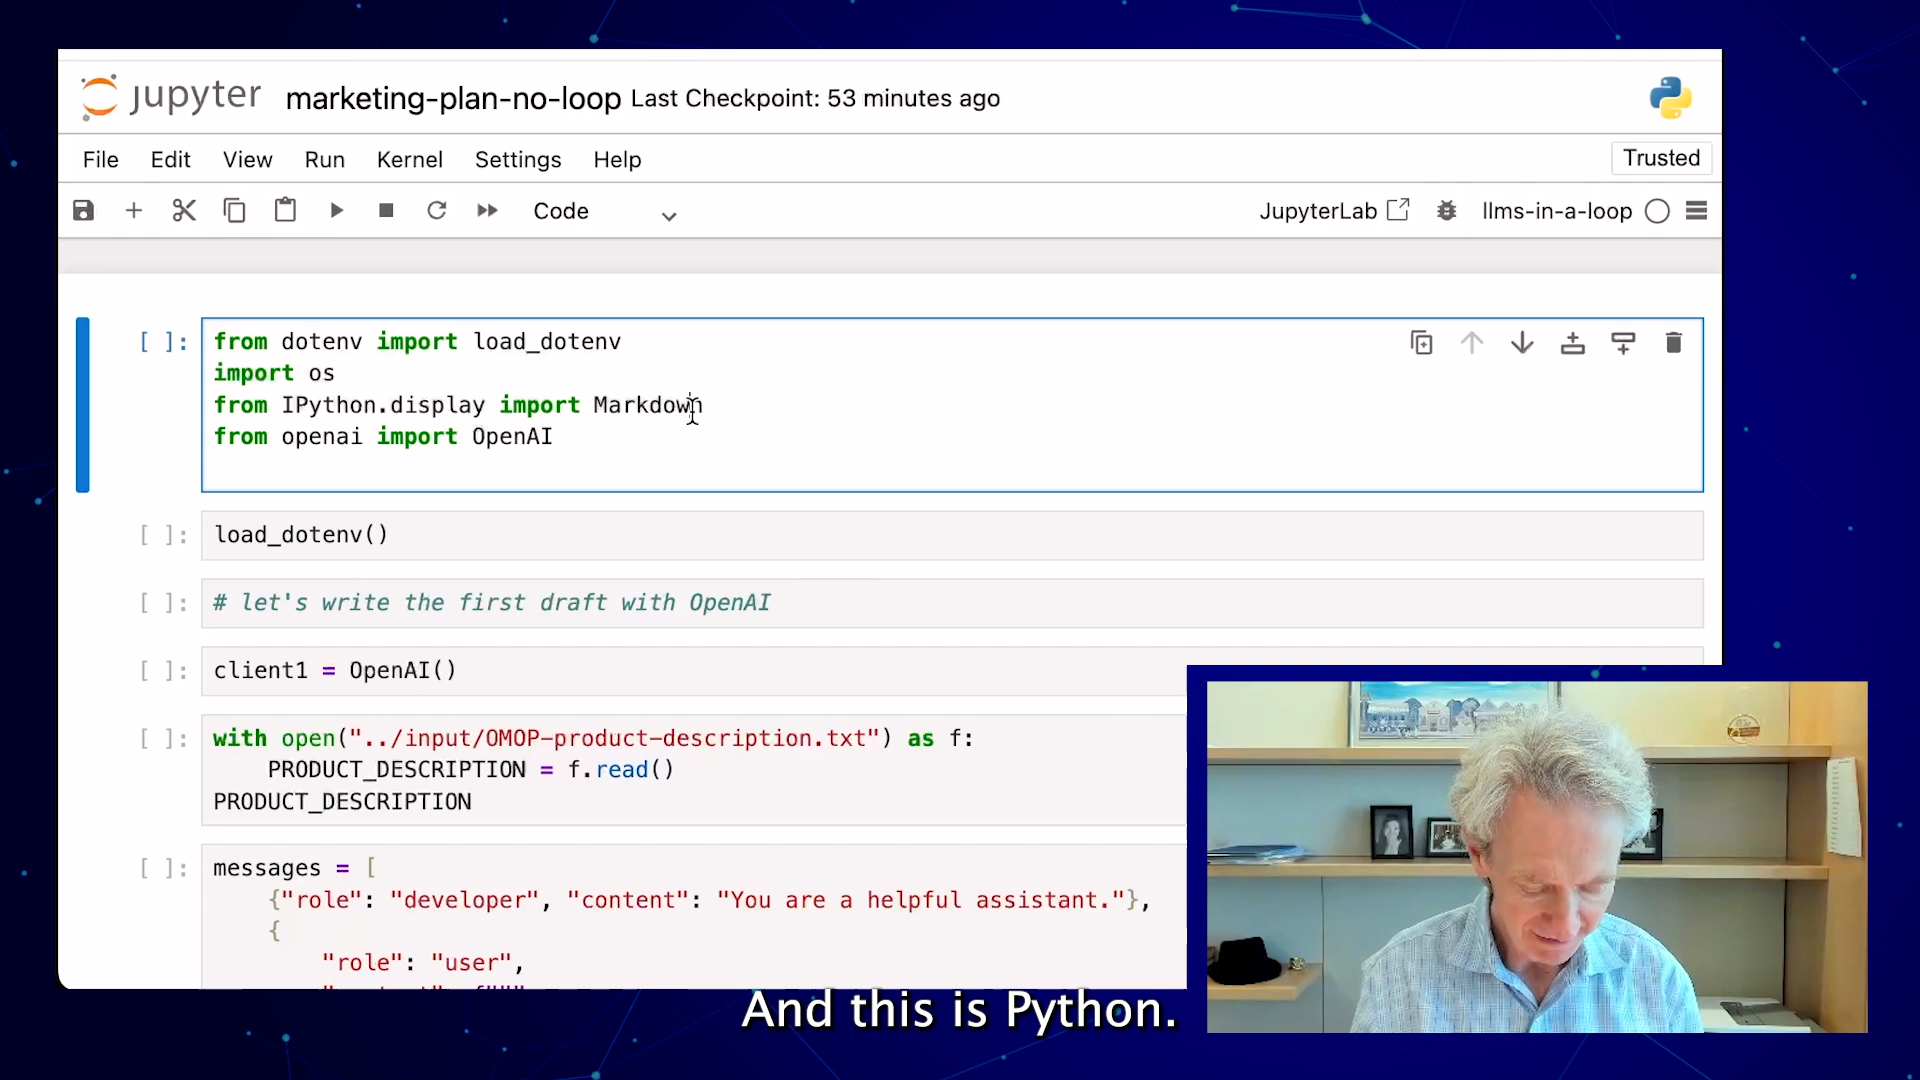 jupyter marketing-plan-no-loop Last Checkpoint: 53 minutes ago
File Edit View Run Kernel Settings Help
Trusted
Code
JupyterLab
llms-in-a-loop
[ ]:
from dotenv import load_dotenv
import os
from IPython.display import Markdown
from openai import OpenAI
[ ]:
load_dotenv()
[ ]:
# let's write the first draft with OpenAI
[ ]:
client1 = OpenAI()
[ ]:
with open("../input/OMOP-product-description.txt") as f:
    PRODUCT_DESCRIPTION = f.read()
PRODUCT_DESCRIPTION
[ ]:
messages = [
    {"role": "developer", "content": "You are a helpful assistant."},
    {
        "role": "user",
And this is Python.